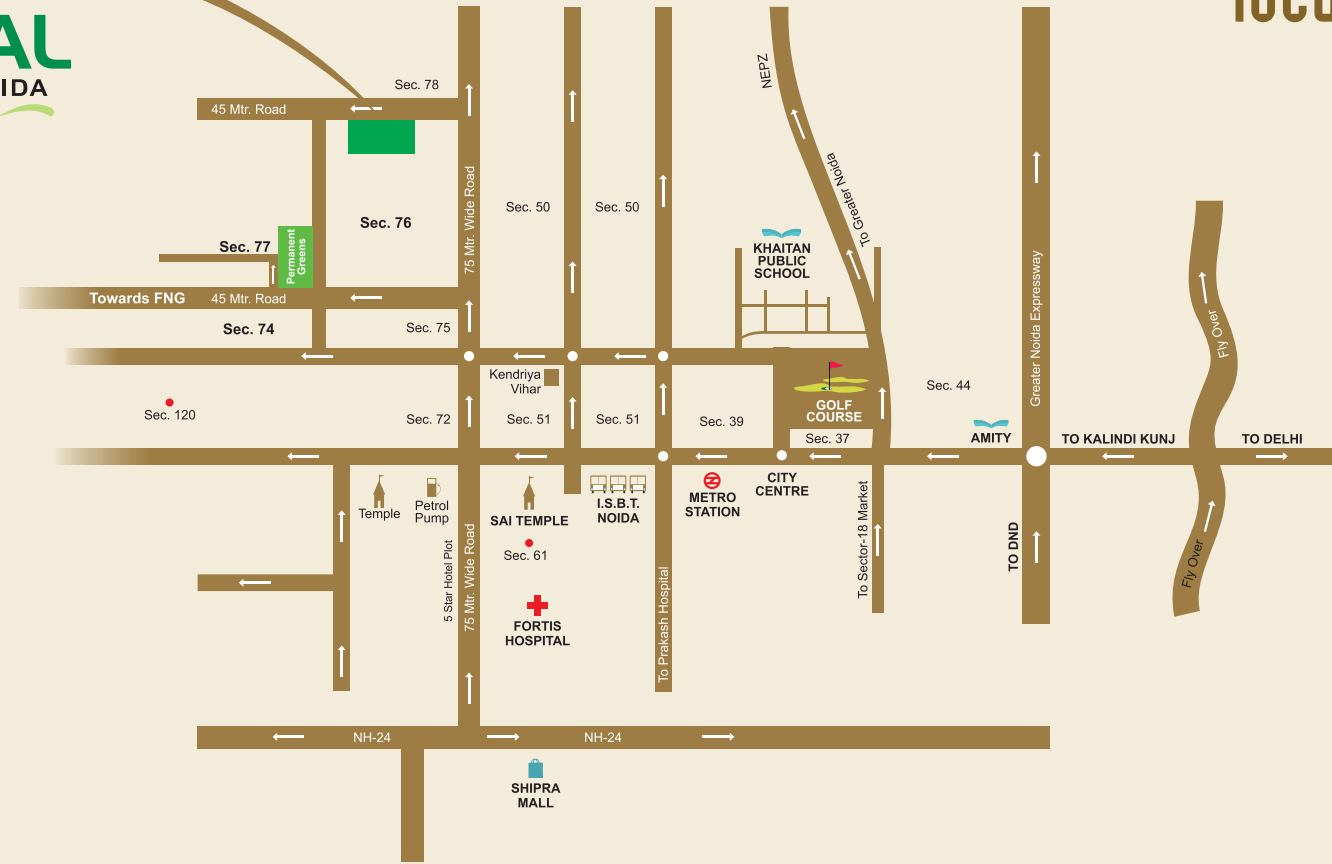 AL
IDA
Sec. 78
45 Mtr. Road
75 Mtr. Wide Road
NEPZ
To Greater Noida
Sec. 50
Sec. 50
Sec. 76
Sec. 77
Permanent
Greens
KHAITAN
PUBLIC
SCHOOL
Towards FNG
45 Mtr. Road
Sec. 74
Sec. 75
Greater Noida Expressway
Fly Over
Kendriya
Vihar
Sec. 120
Sec. 72
Sec. 51
Sec. 51
Sec. 39
GOLF
COURSE
Sec. 37
Sec. 44
AMITY
TO KALINDI KUNJ
TO DELHI
Temple
Petrol
Pump
SAI TEMPLE
I.S.B.T.
NOIDA
METRO
STATION
CITY
CENTRE
To Sector-18 Market
TO DND
Fly Over
5 Star Hotel Plot
75 Mtr. Wide Road
Sec. 61
FORTIS
HOSPITAL
To Prakash Hospital
NH-24
NH-24
SHIPRA
MALL